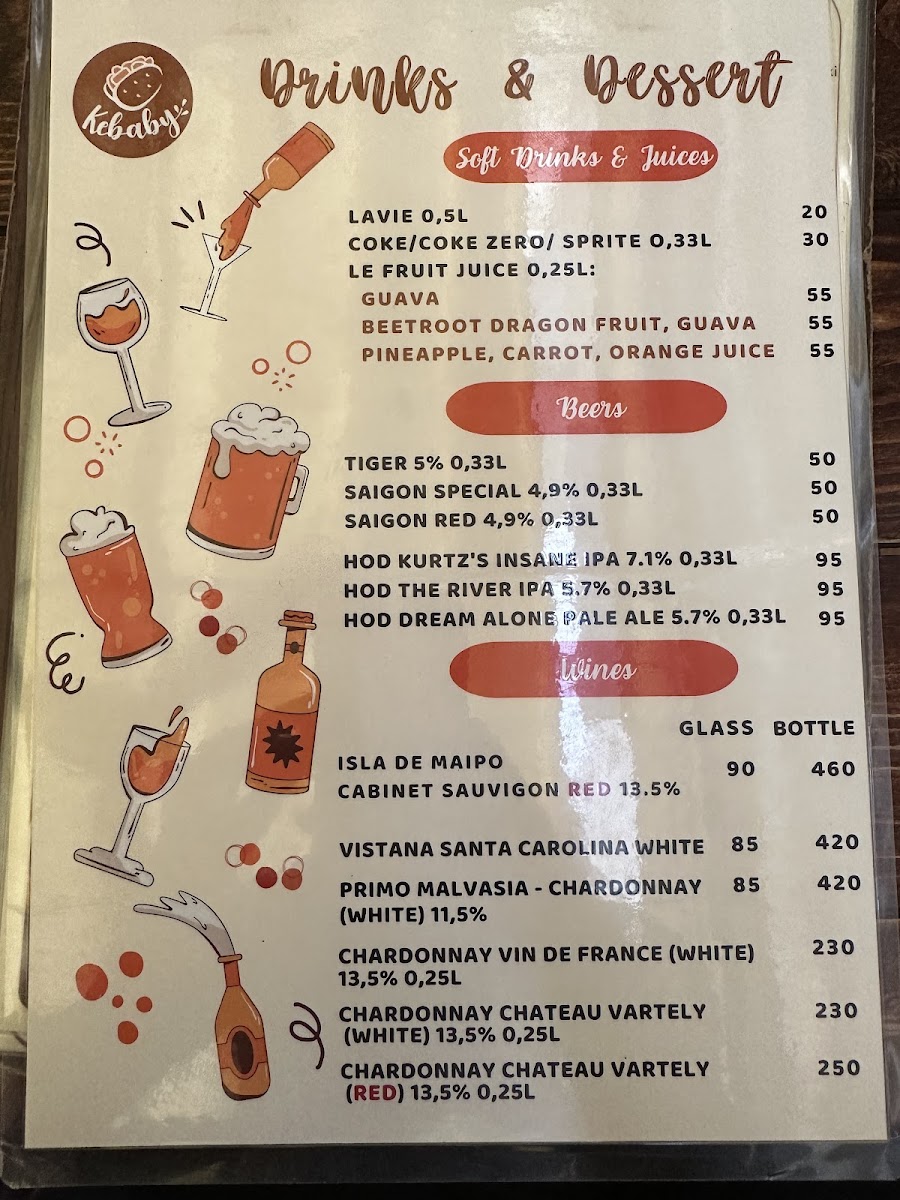 Kebaby
Drinks & Dessert
Soft Drinks & Juices
LAVIE 0,5L 20
COKE/COKE ZERO/ SPRITE 0,33L 30
LE FRUIT JUICE 0,25L:
GUAVA 55
BEETROOT DRAGON FRUIT, GUAVA 55
PINEAPPLE, CARROT, ORANGE JUICE 55
Beers
TIGER 5% 0,33L 50
SAIGON SPECIAL 4,9% 0,33L 50
SAIGON RED 4,9% 0,33L 50
HOD KURTZ'S INSANE IPA 7.1% 0,33L 95
HOD THE RIVER IPA 5.7% 0,33L 95
HOD DREAM ALONE PALE ALE 5.7% 0,33L 95
Wines
GLASS BOTTLE
ISLA DE MAIPO 90 460
CABINET SAUVIGON RED 13.5%
VISTANA SANTA CAROLINA WHITE 85 420
PRIMO MALVASIA - CHARDONNAY 85 420
(WHITE) 11,5%
CHARDONNAY VIN DE FRANCE (WHITE) 230
13,5% 0,25L
CHARDONNAY CHATEAU VARTELY 230
(WHITE) 13,5% 0,25L
CHARDONNAY CHATEAU VARTELY 250
(RED) 13,5% 0,25L